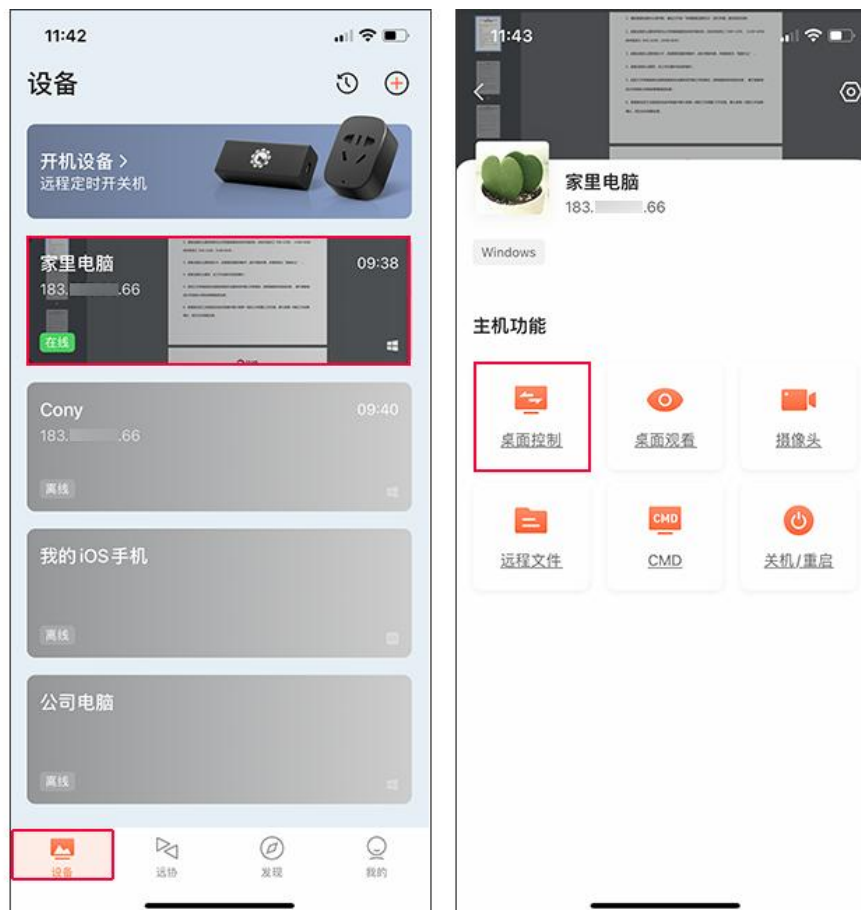 11:42
设备
开机设备 >
远程定时开关机
家里电脑
09:38
183. .66
在线
Cony
09:40
183. .66
离线
我的iOS手机
离线
公司电脑
离线
设备
远协
发现
我的
11:43
家里电脑
183. .66
Windows
主机功能
桌面控制
桌面观看
摄像头
远程文件
CMD
CMD
关机/重启